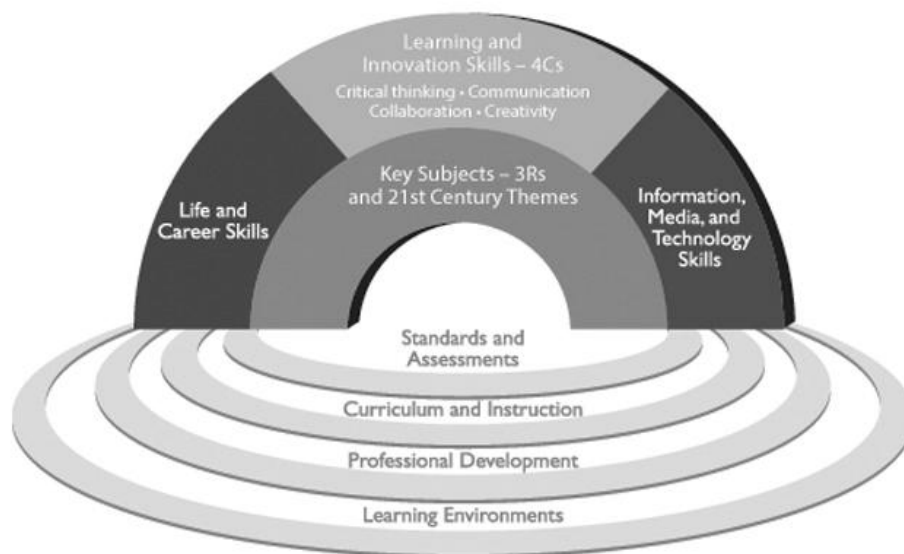 Learning and
Innovation Skills – 4Cs
Critical thinking • Communication
Collaboration • Creativity
Key Subjects – 3Rs
and 21st Century Themes
Life and
Career Skills
Information,
Media, and
Technology
Skills
Standards and
Assessments
Curriculum and Instruction
Professional Development
Learning Environments